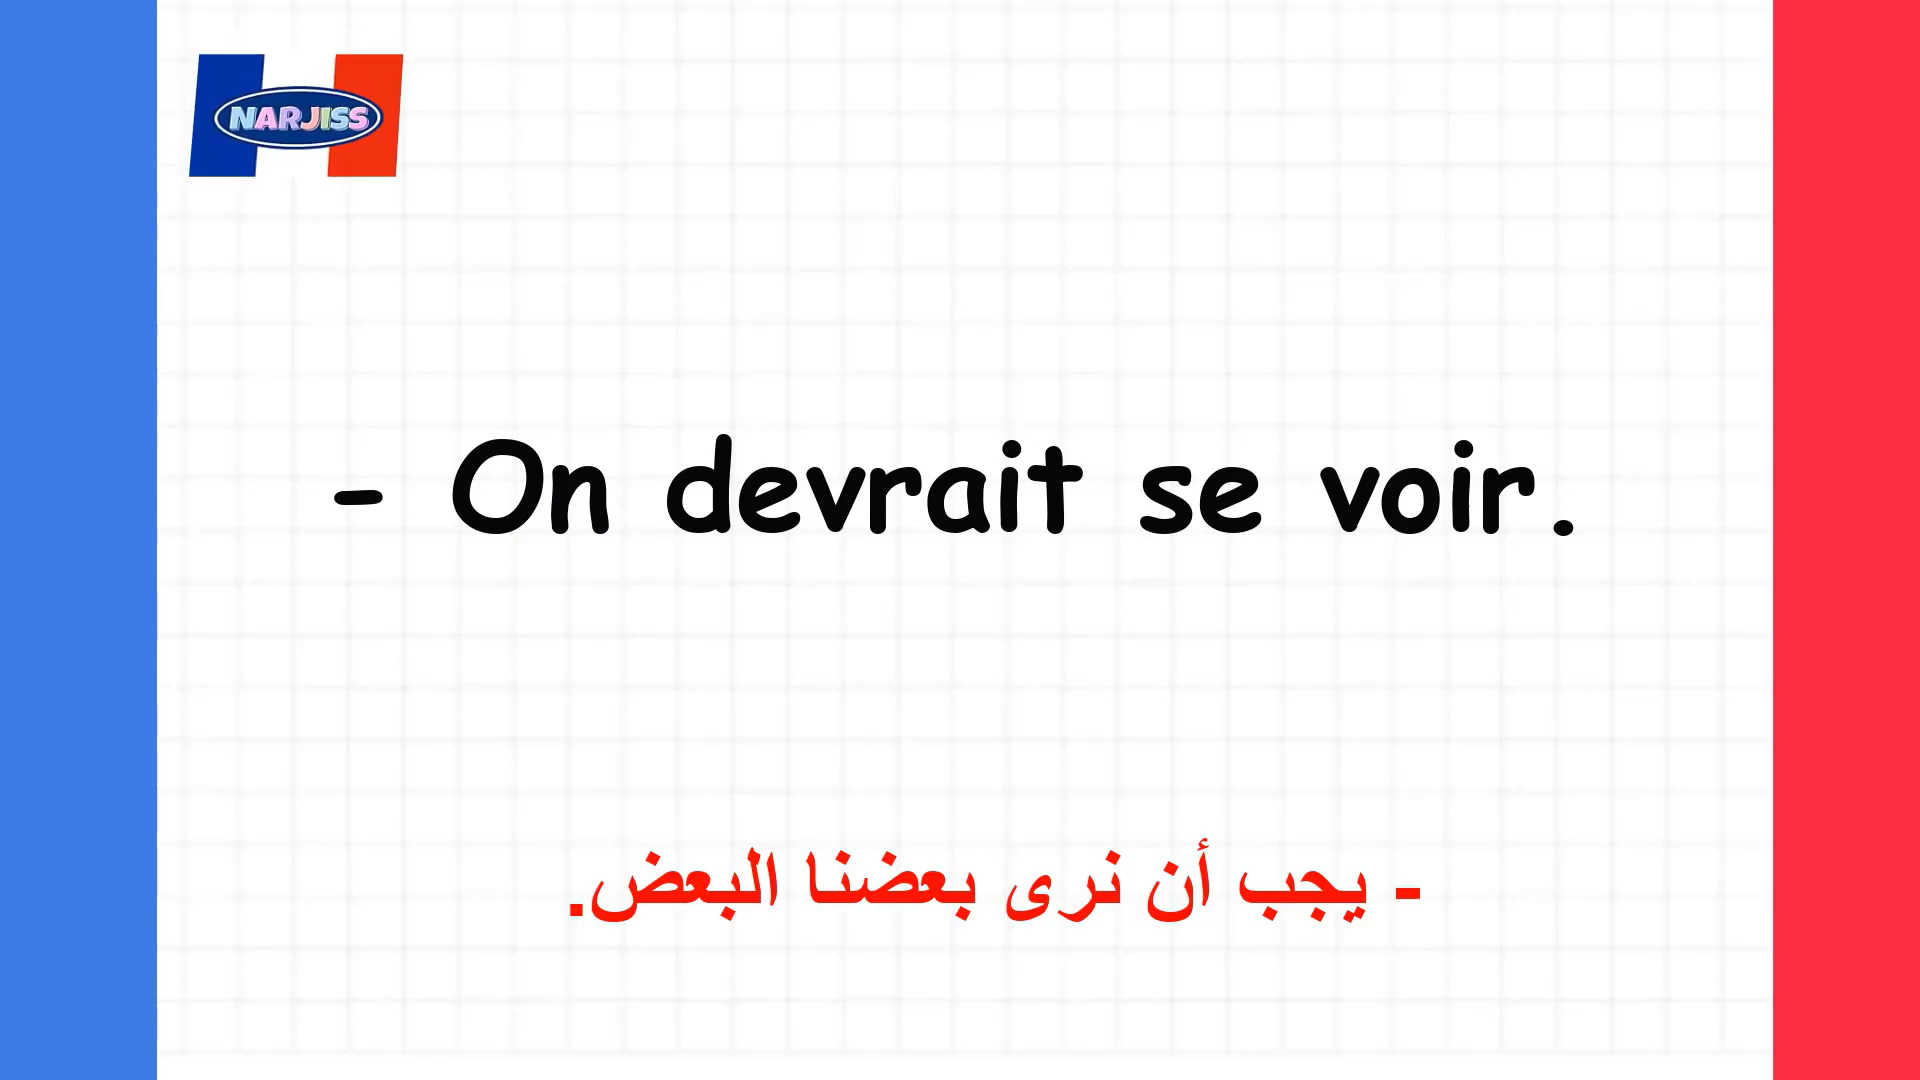 NARJISS
- On devrait se voir.
- يجب أن نرى بعضنا البعض.